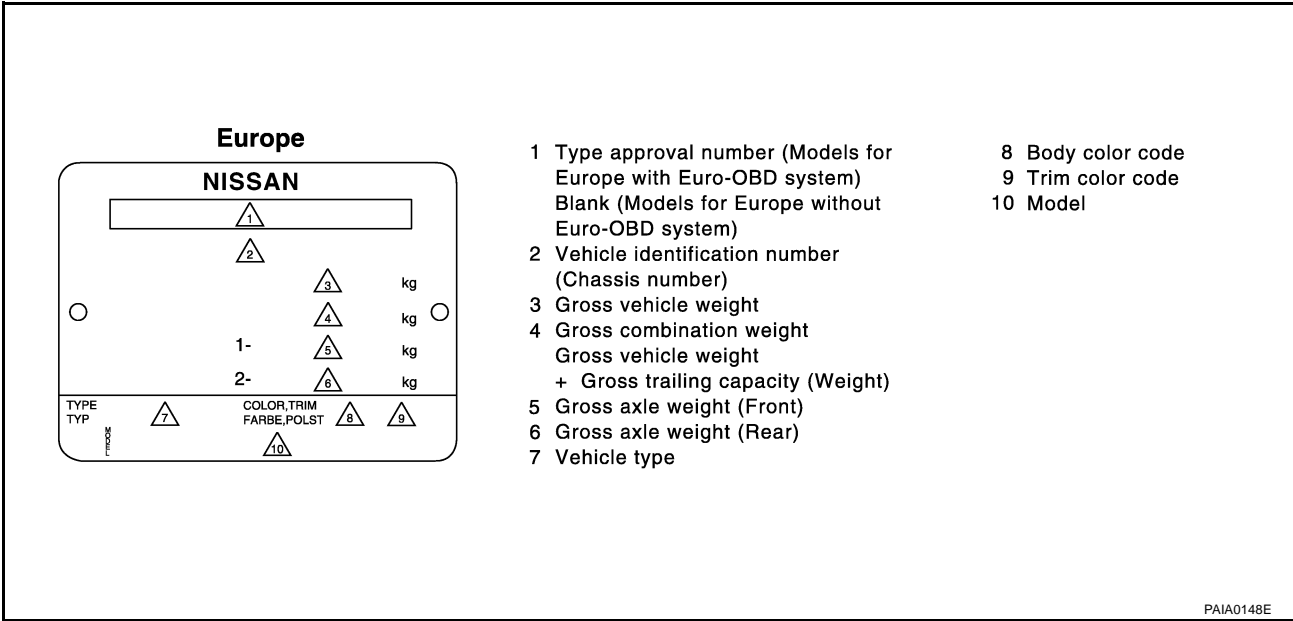 Europe
NISSAN
1
2
3 kg
4 kg
1- 5 kg
2- 6 kg
TYPE
TYP
7
COLOR,TRIM
FARBE,POLST
8
9
MODEL
10
1 Type approval number (Models for
Europe with Euro-OBD system)
Blank (Models for Europe without
Euro-OBD system)
2 Vehicle identification number
(Chassis number)
3 Gross vehicle weight
4 Gross combination weight
Gross vehicle weight
+ Gross trailing capacity (Weight)
5 Gross axle weight (Front)
6 Gross axle weight (Rear)
7 Vehicle type
8 Body color code
9 Trim color code
10 Model
PAIA0148E